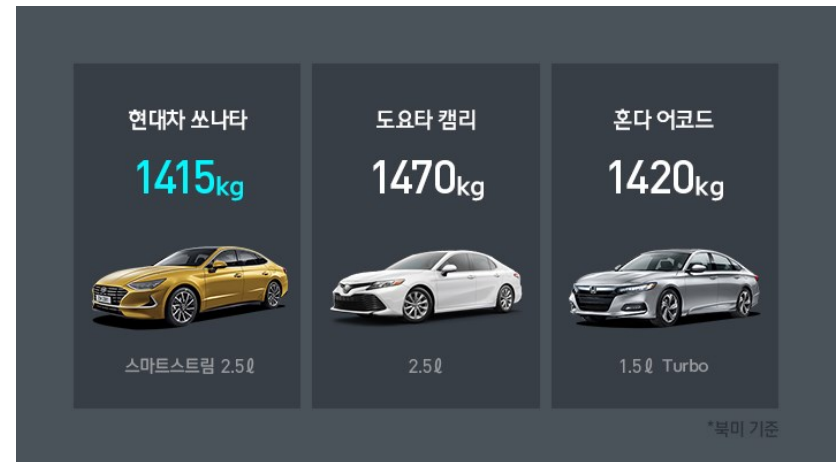 현대차 쏘나타
1415kg
스마트스트림 2.5ℓ
도요타 캠리
1470kg
2.5ℓ
혼다 어코드
1420kg
1.5ℓ Turbo
*북미 기준